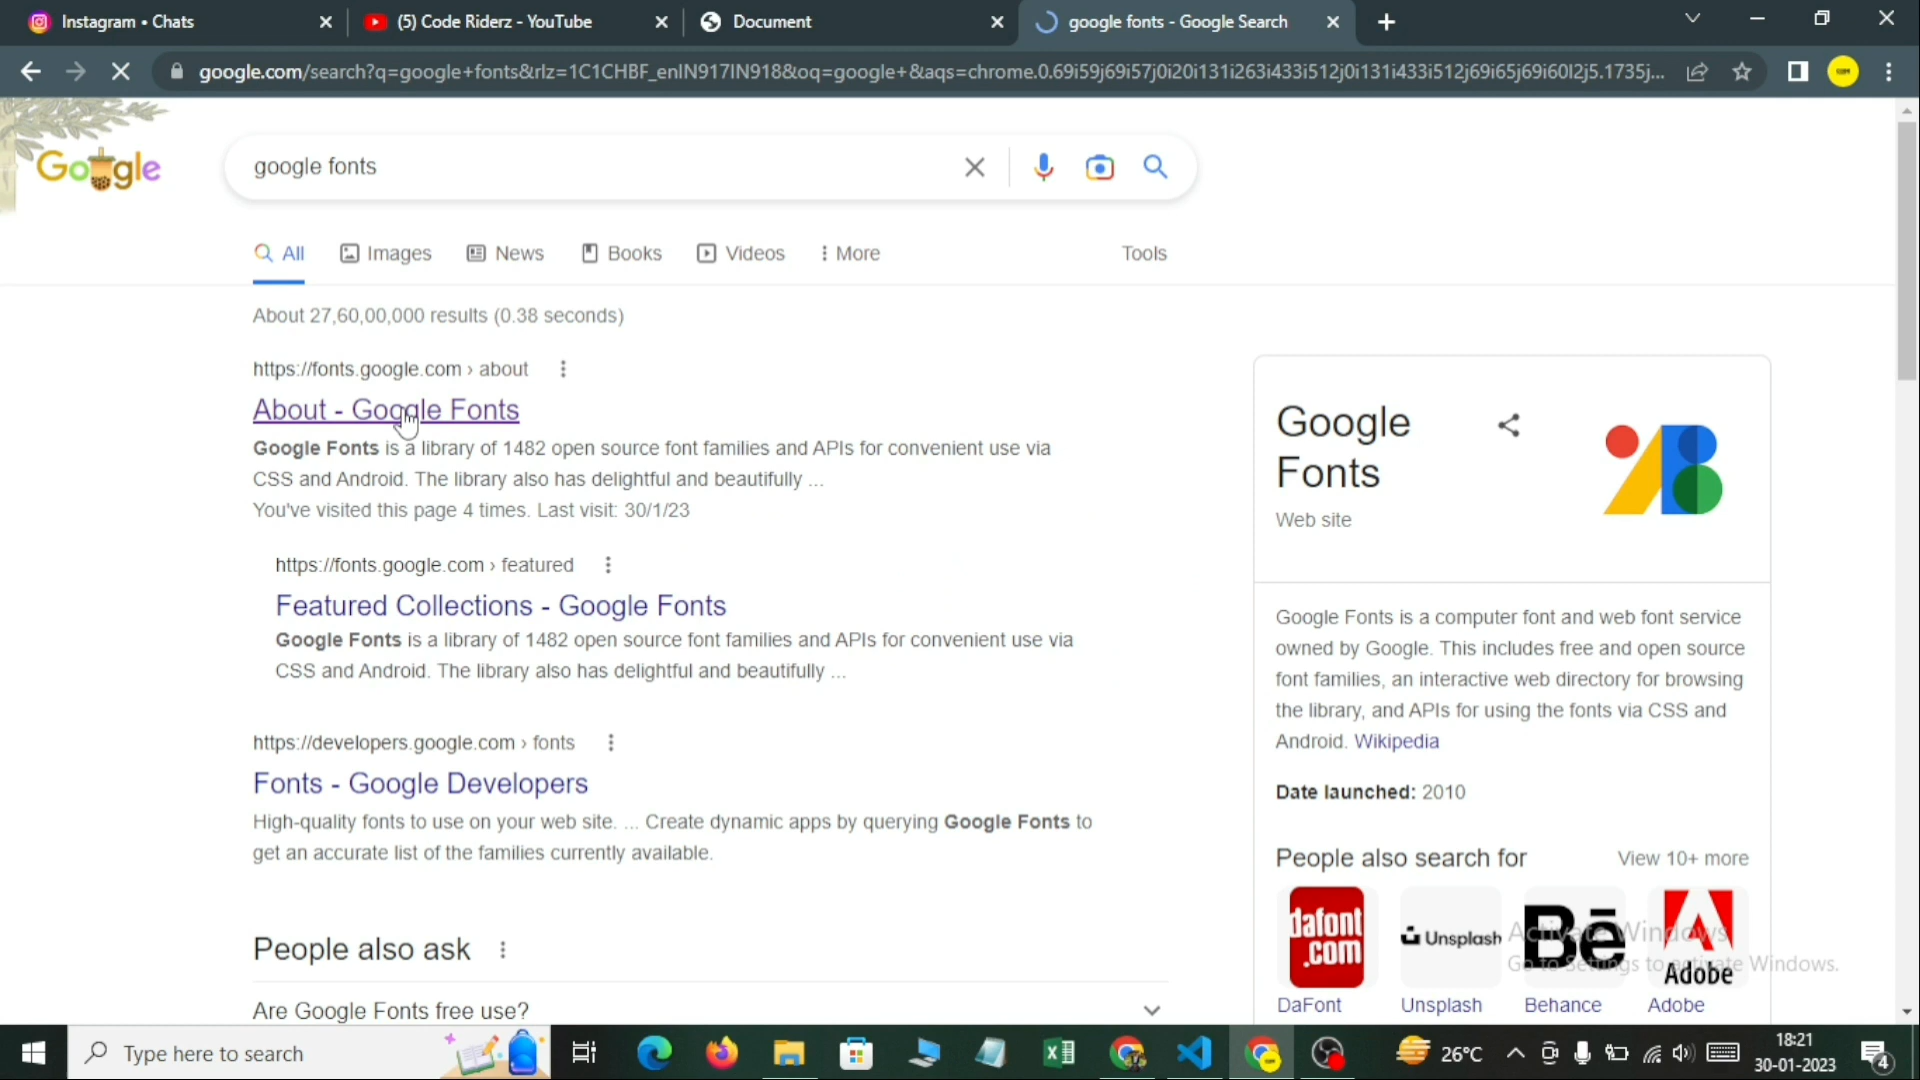 Instagram • Chats
(5) Code Riderz - YouTube
Document
google fonts - Google Search
google.com/search?q=google+fonts&rlz=1C1CHBF_enIN917IN918&oq=google+&aqs=chrome.0.69i59j69i57j0i20i131i263i433i512j0i131i433i512j69i65j69i60l2j5.1735j...
Google
google fonts
All
Images
News
Books
Videos
More
Tools
About 27,60,00,000 results (0.38 seconds)
https://fonts.google.com › about
About - Google Fonts
Google Fonts is a library of 1482 open source font families and APIs for convenient use via
CSS and Android. The library also has delightful and beautifully ...
You've visited this page 4 times. Last visit: 30/1/23
https://fonts.google.com › featured
Featured Collections - Google Fonts
Google Fonts is a library of 1482 open source font families and APIs for convenient use via
CSS and Android. The library also has delightful and beautifully ...
https://developers.google.com › fonts
Fonts - Google Developers
High-quality fonts to use on your web site. ... Create dynamic apps by querying Google Fonts to
get an accurate list of the families currently available.
People also ask
Are Google Fonts free use?
Google
Fonts
Web site
Google Fonts is a computer font and web font service
owned by Google. This includes free and open source
font families, an interactive web directory for browsing
the library, and APIs for using the fonts via CSS and
Android. Wikipedia
Date launched: 2010
People also search for
View 10+ more
dafont
.com
Unsplash
Bē
Adobe
DaFont
Unsplash
Behance
Adobe
Activate Windows
Go to Settings to activate Windows.
Type here to search
26°C
18:21
30-01-2023
4